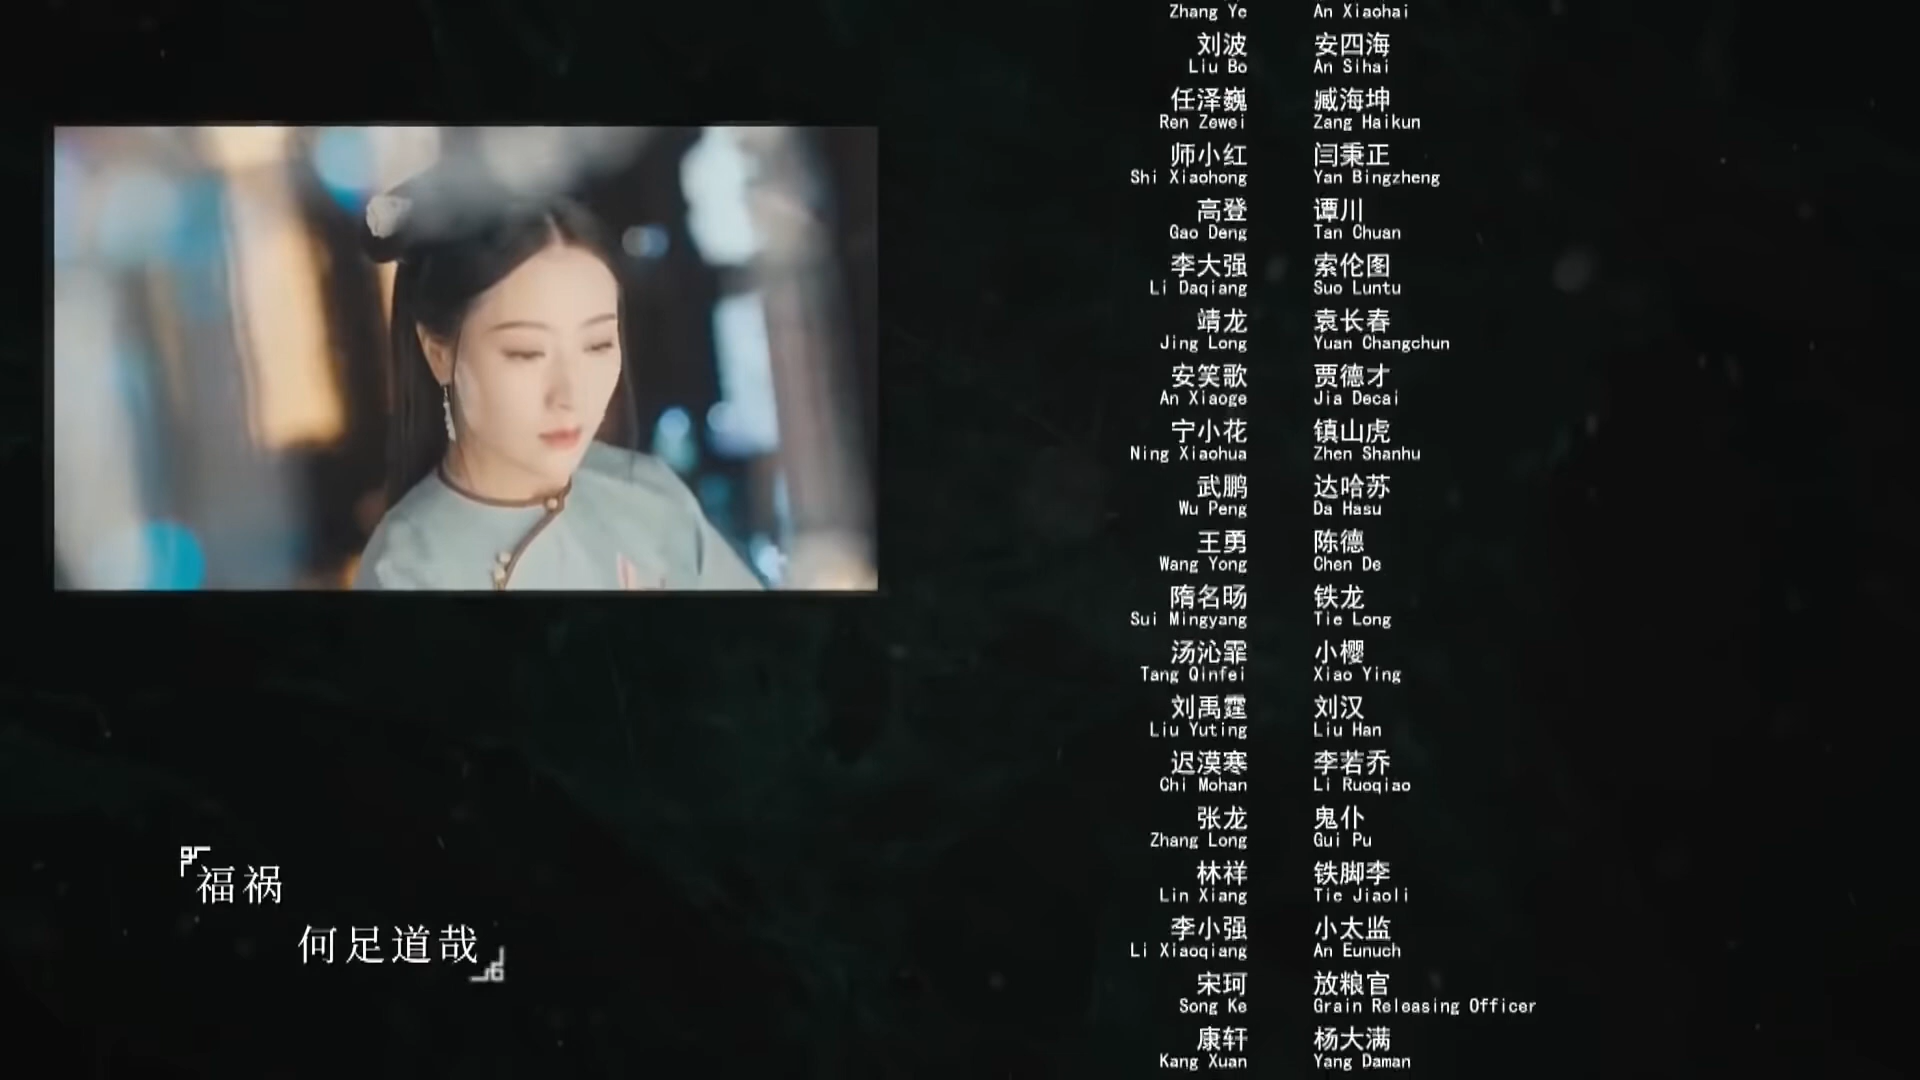 Zhang Ye An Xiaohai
刘波 安四海
Liu Bo An Sihai
任泽巍 臧海坤
Ren Zewei Zang Haikun
师小红 闫秉正
Shi Xiaohong Yan Bingzheng
高登 谭川
Gao Deng Tan Chuan
李大强 索伦图
Li Daqiang Suo Luntu
靖龙 袁长春
Jing Long Yuan Changchun
安笑歌 贾德才
An Xiaoge Jia Decai
宁小花 镇山虎
Ning Xiaohua Zhen Shanhu
武鹏 达哈苏
Wu Peng Da Hasu
王勇 陈德
Wang Yong Chen De
隋名旸 铁龙
Sui Mingyang Tie Long
汤沁霏 小樱
Tang Qinfei Xiao Ying
刘禹霆 刘汉
Liu Yuting Liu Han
迟漠寒 李若乔
Chi Mohan Li Ruoqiao
张龙 鬼仆
Zhang Long Gui Pu
林祥 铁脚李
Lin Xiang Tie Jiaoli
李小强 小太监
Li Xiaoqiang An Eunuch
宋珂 放粮官
Song Ke Grain Releasing Officer
康轩 杨大满
Kang Xuan Yang Daman
福祸
何足道哉